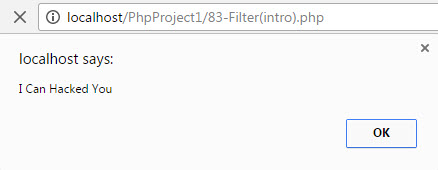 localhost/PhpProject1/83-Filter(intro).php
localhost says:
I Can Hacked You
OK